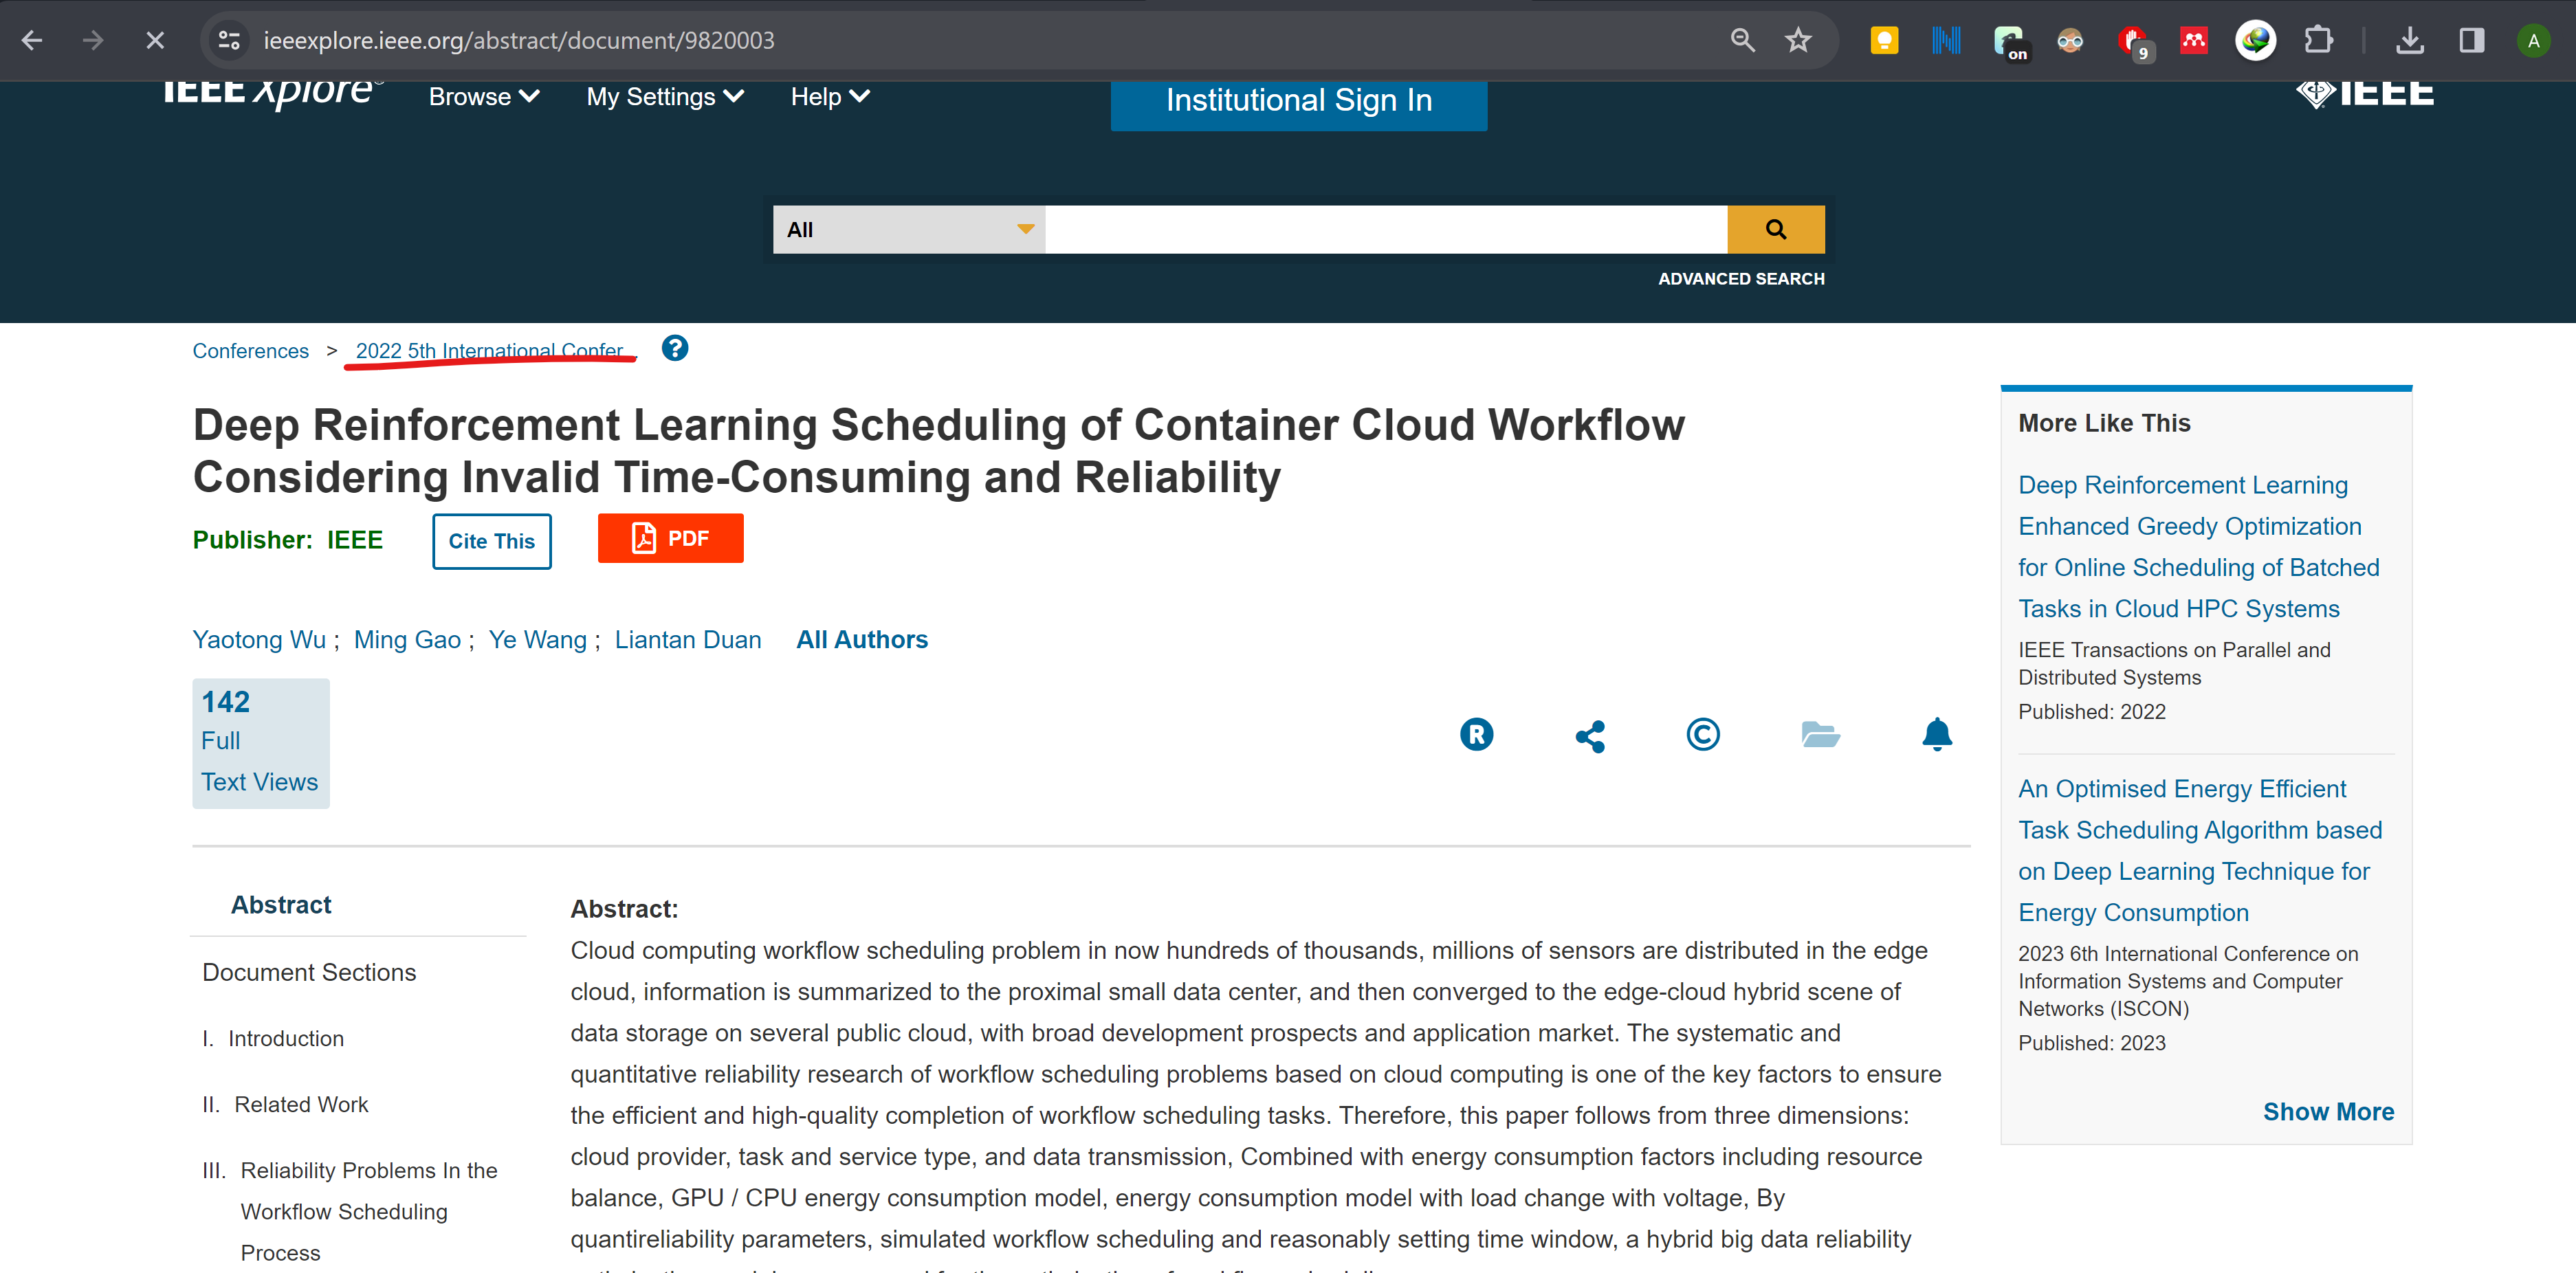 ieeexplore.ieee.org/abstract/document/9820003
on
9
A
IEEE Xplore®
Browse
My Settings
Help
Institutional Sign In
IEEE
All
ADVANCED SEARCH
Conferences > 2022 5th International Confer...
?
Deep Reinforcement Learning Scheduling of Container Cloud Workflow
Considering Invalid Time-Consuming and Reliability
Publisher: IEEE
Cite This
PDF
Yaotong Wu ; Ming Gao ; Ye Wang ; Liantan Duan All Authors
142
Full
Text Views
R
©
Abstract
Document Sections
I. Introduction
II. Related Work
III. Reliability Problems In the
Workflow Scheduling
Process
Abstract:
Cloud computing workflow scheduling problem in now hundreds of thousands, millions of sensors are distributed in the edge
cloud, information is summarized to the proximal small data center, and then converged to the edge-cloud hybrid scene of
data storage on several public cloud, with broad development prospects and application market. The systematic and
quantitative reliability research of workflow scheduling problems based on cloud computing is one of the key factors to ensure
the efficient and high-quality completion of workflow scheduling tasks. Therefore, this paper follows from three dimensions:
cloud provider, task and service type, and data transmission, Combined with energy consumption factors including resource
balance, GPU / CPU energy consumption model, energy consumption model with load change with voltage, By
quantireliability parameters, simulated workflow scheduling and reasonably setting time window, a hybrid big data reliability
More Like This
Deep Reinforcement Learning
Enhanced Greedy Optimization
for Online Scheduling of Batched
Tasks in Cloud HPC Systems
IEEE Transactions on Parallel and
Distributed Systems
Published: 2022
An Optimised Energy Efficient
Task Scheduling Algorithm based
on Deep Learning Technique for
Energy Consumption
2023 6th International Conference on
Information Systems and Computer
Networks (ISCON)
Published: 2023
Show More